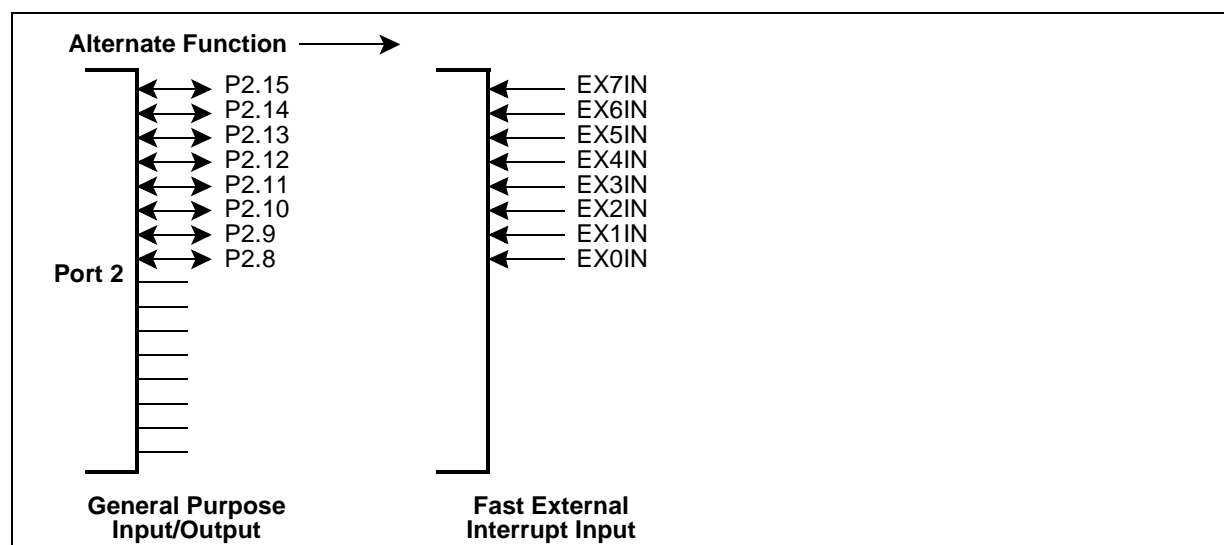 Alternate Function
P2.15
P2.14
P2.13
P2.12
P2.11
P2.10
P2.9
P2.8
Port 2
General Purpose
Input/Output
EX7IN
EX6IN
EX5IN
EX4IN
EX3IN
EX2IN
EX1IN
EX0IN
Fast External
Interrupt Input